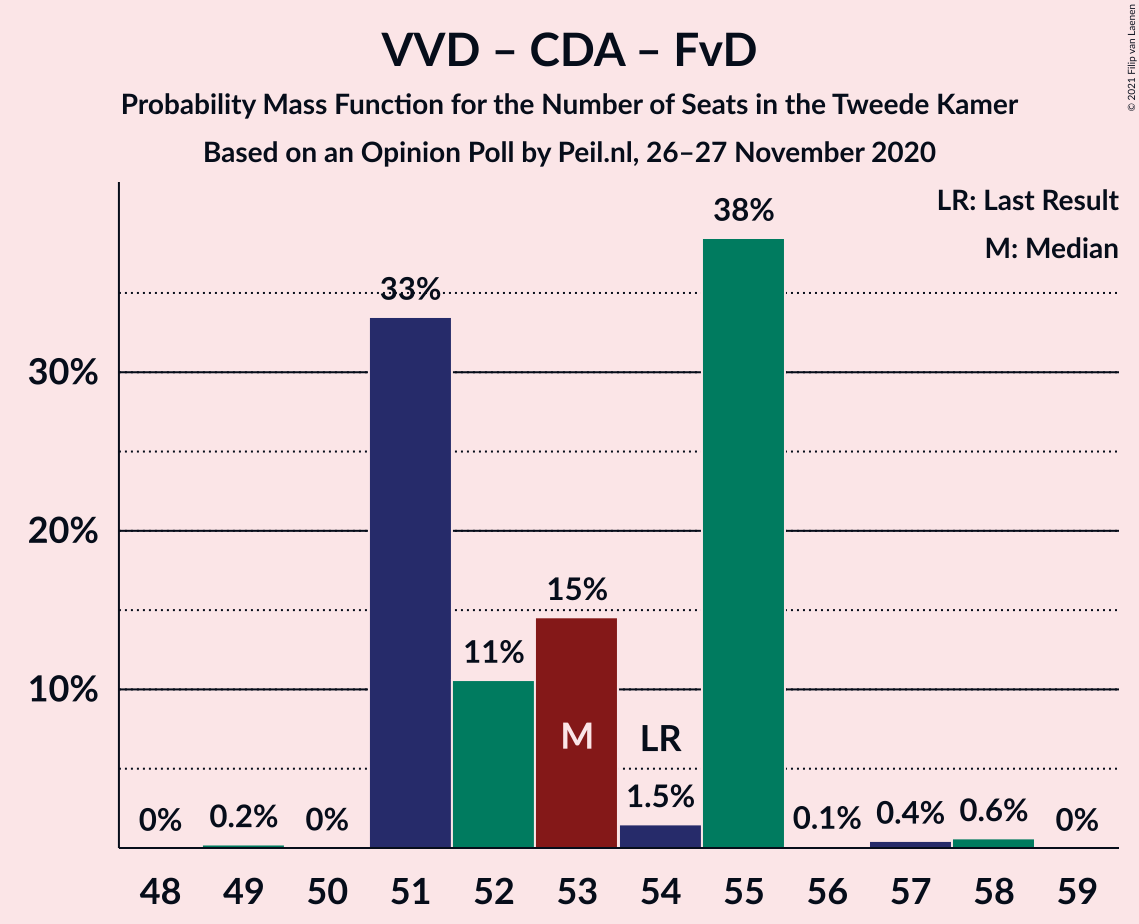 VVD – CDA – FvD
Probability Mass Function for the Number of Seats in the Tweede Kamer
Based on an Opinion Poll by Peil.nl, 26–27 November 2020
© 2021 Filip van Laenen
LR: Last Result
M: Median
38%
33%
30%
20%
15%
11%
10%
M
LR
0%
0.2%
0%
1.5%
0.1%
0.4%
0.6%
0%
48 49 50 51 52 53 54 55 56 57 58 59